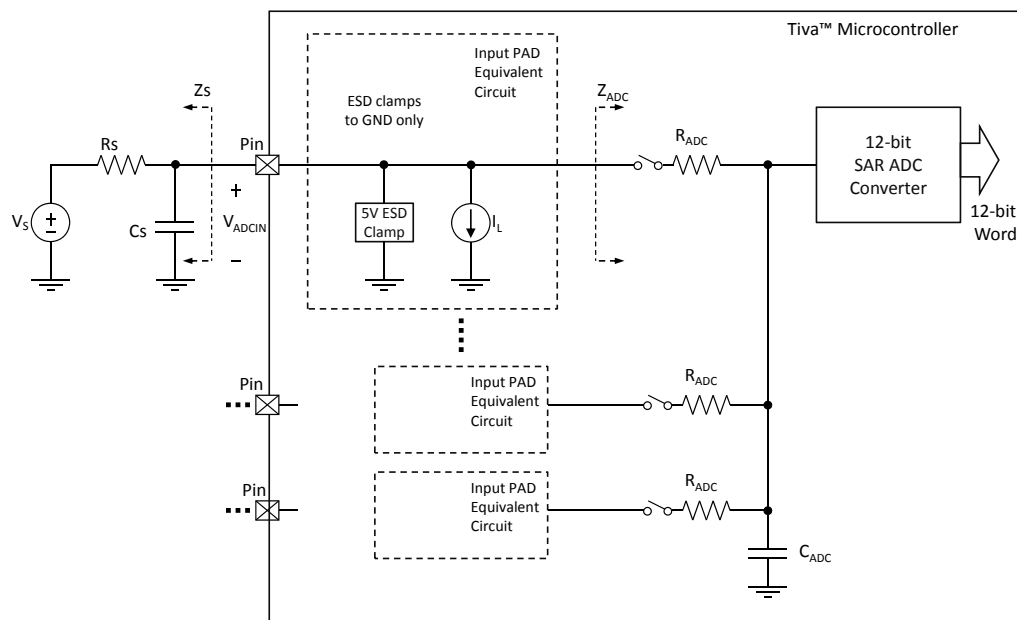 Tiva™ Microcontroller
Input PAD
Equivalent
Circuit
ESD clamps
to GND only
Zs
Z_ADC
Rs
Pin
R_ADC
12-bit
SAR ADC
Converter
+
V_ADCIN
−
V_S
+
−
Cs
5V ESD
Clamp
I_L
12-bit
Word
Pin
Input PAD
Equivalent
Circuit
R_ADC
Pin
Input PAD
Equivalent
Circuit
R_ADC
C_ADC